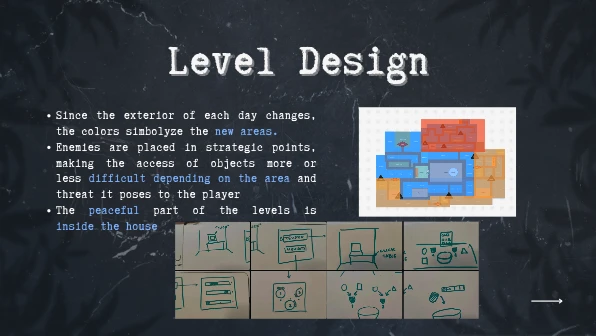 Level Design
• Since the exterior of each day changes,
the colors simbolyze the new areas.
• Enemies are placed in strategic points,
making the access of objects more or
less difficult depending on the area and
threat it poses to the player
• The peaceful part of the levels is
inside the house